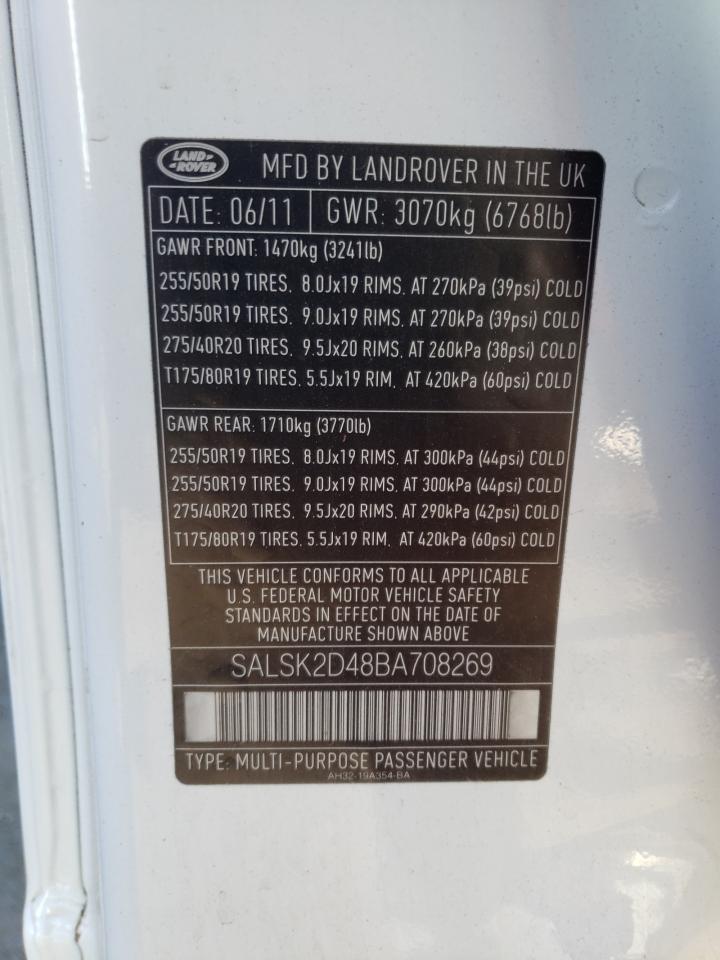 LAND ROVER MFD BY LANDROVER IN THE UK
DATE: 06/11 GWR: 3070kg (6768lb)
GAWR FRONT: 1470kg (3241lb)
255/50R19 TIRES, 8.0Jx19 RIMS, AT 270kPa (39psi) COLD
255/50R19 TIRES, 9.0Jx19 RIMS, AT 270kPa (39psi) COLD
275/40R20 TIRES, 9.5Jx20 RIMS, AT 260kPa (38psi) COLD
T175/80R19 TIRES, 5.5Jx19 RIM, AT 420kPa (60psi) COLD
GAWR REAR: 1710kg (3770lb)
255/50R19 TIRES, 8.0Jx19 RIMS, AT 300kPa (44psi) COLD
255/50R19 TIRES, 9.0Jx19 RIMS, AT 300kPa (44psi) COLD
275/40R20 TIRES, 9.5Jx20 RIMS, AT 290kPa (42psi) COLD
T175/80R19 TIRES, 5.5Jx19 RIM, AT 420kPa (60psi) COLD
THIS VEHICLE CONFORMS TO ALL APPLICABLE
U.S. FEDERAL MOTOR VEHICLE SAFETY
STANDARDS IN EFFECT ON THE DATE OF
MANUFACTURE SHOWN ABOVE
SALSK2D48BA708269
TYPE: MULTI-PURPOSE PASSENGER VEHICLE
AH32-19A354-BA